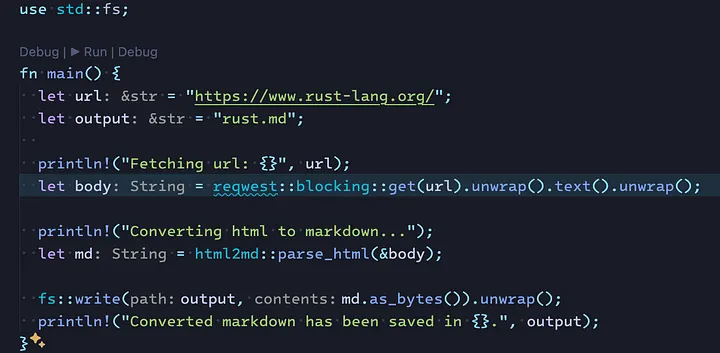 use std::fs;
Debug | ▶ Run | Debug
fn main() {
let url: &str = "https://www.rust-lang.org/";
let output: &str = "rust.md";
println!("Fetching url: {}", url);
let body: String = reqwest::blocking::get(url).unwrap().text().unwrap();
println!("Converting html to markdown...");
let md: String = html2md::parse_html(&body);
fs::write(path: output, contents: md.as_bytes()).unwrap();
println!("Converted markdown has been saved in {}.", output);
}